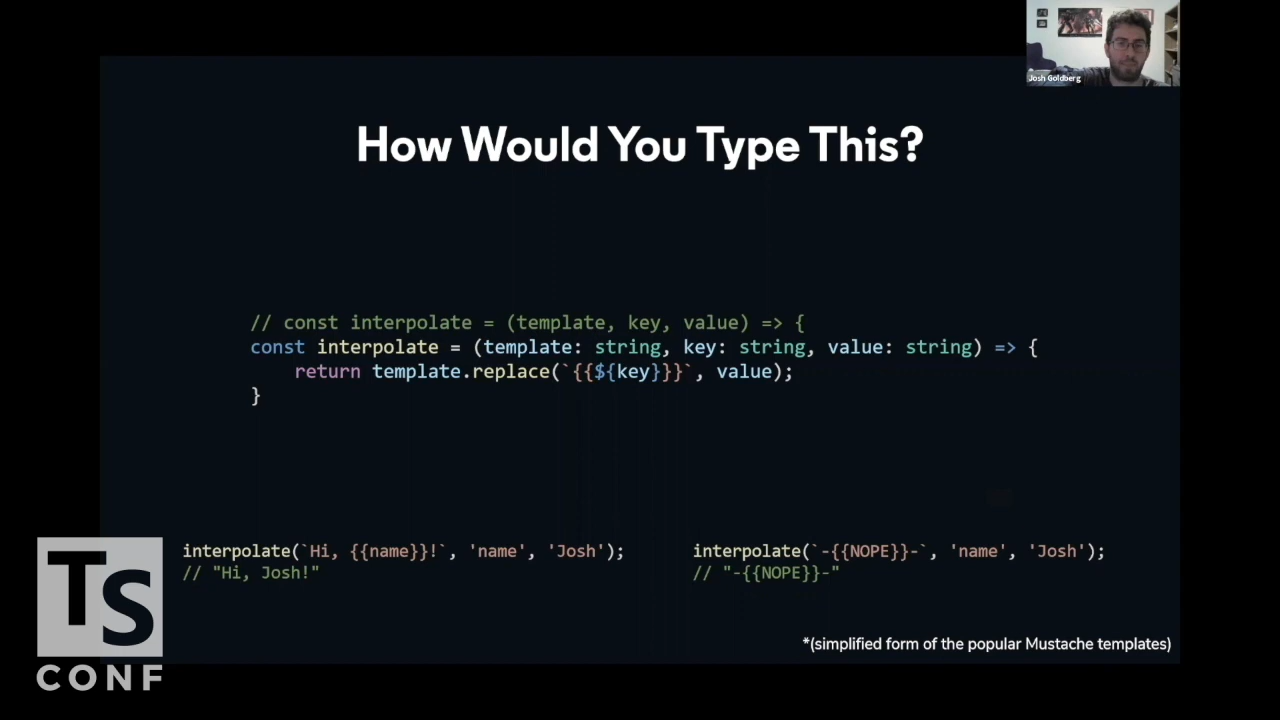 Josh Goldberg
How Would You Type This?
// const interpolate = (template, key, value) => {
const interpolate = (template: string, key: string, value: string) => {
    return template.replace(`{{${key}}}`, value);
}
interpolate(`Hi, {{name}}!`, 'name', 'Josh');
// "Hi, Josh!"
interpolate(`-{{NOPE}}-`, 'name', 'Josh');
// "-{{NOPE}}-"
*(simplified form of the popular Mustache templates)
TS
CONF